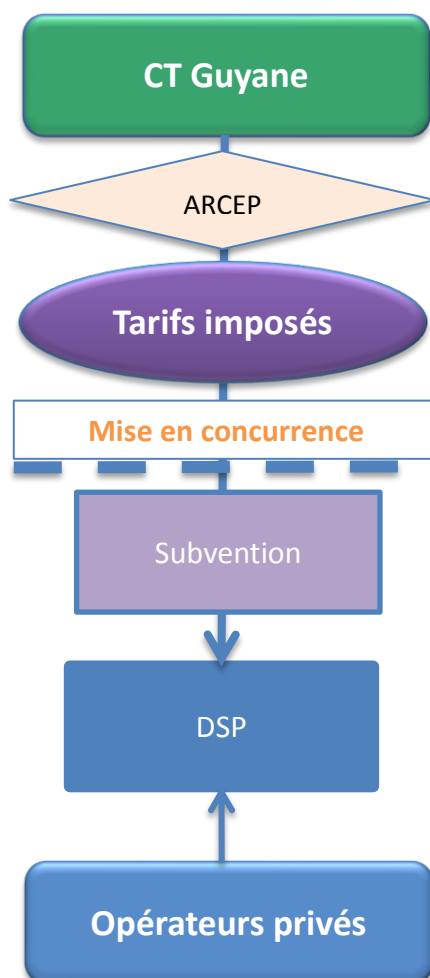 CT Guyane
ARCEP
Tarifs imposés
Mise en concurrence
Subvention
DSP
Opérateurs privés